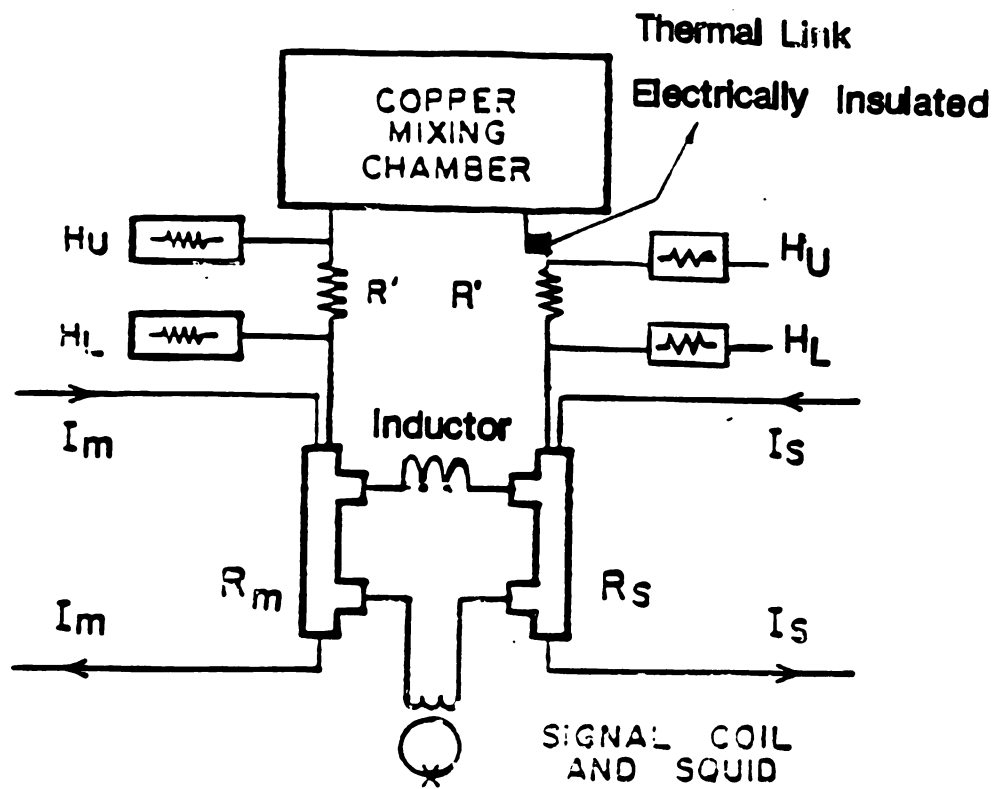 Thermal Link
Electrically Insulated
COPPER
MIXING
CHAMBER
HU
HU
R' R'
HL
HL
Im
Inductor
Is
Rm
Rs
Im
Is
SIGNAL COIL
AND SQUID